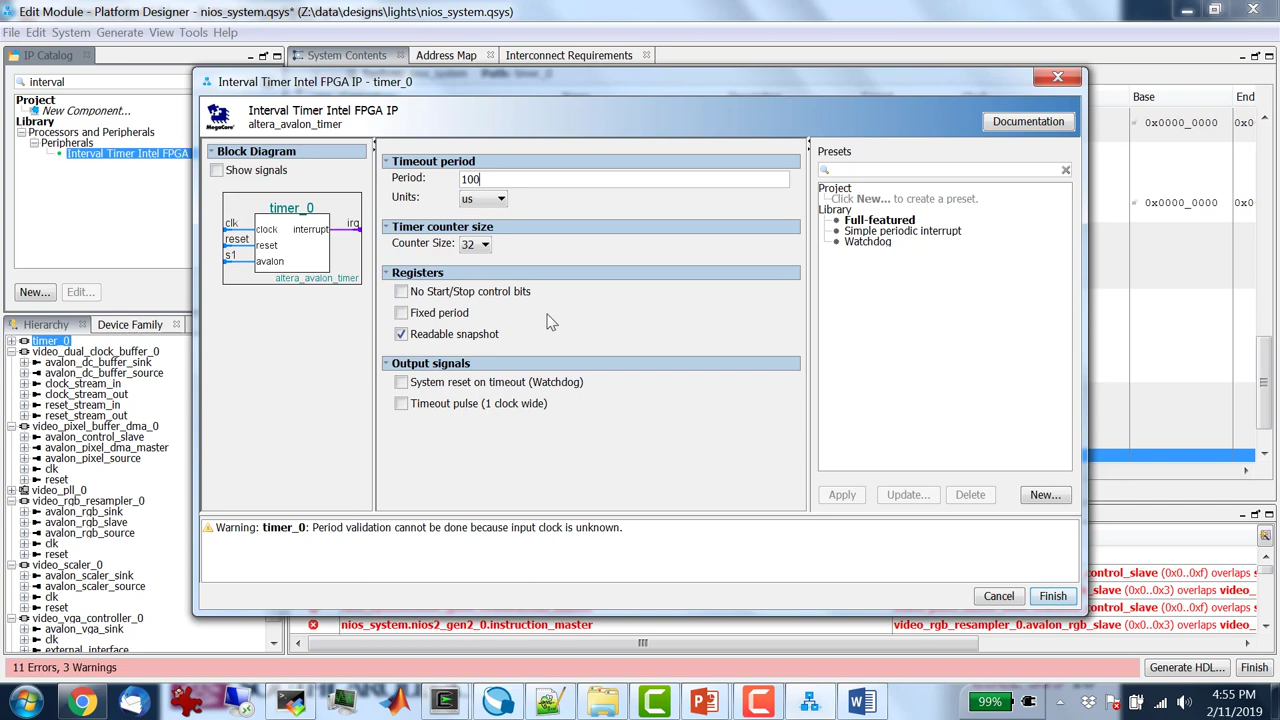 Edit Module - Platform Designer - nios_system.qsys* (Z:\data\designs\lights\nios_system.qsys)
File Edit System Generate View Tools Help
IP Catalog
System Contents
Address Map
Interconnect Requirements
interval
Project
New Component...
Library
Processors and Peripherals
Peripherals
Interval Timer Intel FPGA
New...
Edit...
Hierarchy
Device Family
timer_0
video_dual_clock_buffer_0
avalon_dc_buffer_sink
avalon_dc_buffer_source
clock_stream_in
clock_stream_out
reset_stream_in
reset_stream_out
video_pixel_buffer_dma_0
avalon_control_slave
avalon_pixel_dma_master
avalon_pixel_source
clk
reset
video_pll_0
video_rgb_resampler_0
avalon_rgb_sink
avalon_rgb_slave
avalon_rgb_source
clk
reset
video_scaler_0
avalon_scaler_sink
avalon_scaler_source
clk
reset
video_vga_controller_0
avalon_vga_sink
clk
external_interface
Interval Timer Intel FPGA IP - timer_0
Interval Timer Intel FPGA IP
altera_avalon_timer
MegaCore
Documentation
Block Diagram
Show signals
timer_0
clk
clock
interrupt
irq
reset
reset
s1
avalon
altera_avalon_timer
Timeout period
Period:
100
Units:
us
Timer counter size
Counter Size:
32
Registers
No Start/Stop control bits
Fixed period
Readable snapshot
Output signals
System reset on timeout (Watchdog)
Timeout pulse (1 clock wide)
Presets
Project
Click New... to create a preset.
Library
Full-featured
Simple periodic interrupt
Watchdog
Apply
Update...
Delete
New...
Warning: timer_0: Period validation cannot be done because input clock is unknown.
Cancel
Finish
Base
End
0x0000_0000
0x0
0x0000_0000
0x0
ontrol_slave (0x0..0xf) overlaps
_slave (0x0..0x3) overlaps video_
ontrol_slave (0x0..0xf) overlaps
nios_system.nios2_gen2_0.instruction_master
video_rgb_resampler_0.avalon_rgb_slave (0x0..0x3) overlaps video_
11 Errors, 3 Warnings
Generate HDL...
Finish
99%
4:55 PM
2/11/2019